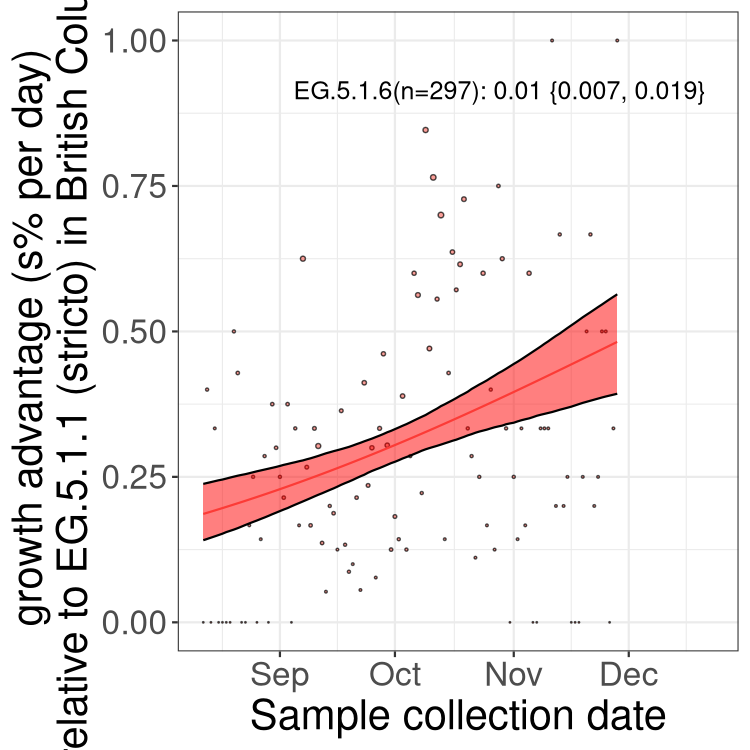 growth advantage (s% per day)
relative to EG.5.1.1 (stricto) in British Colu
1.00
0.75
0.50
0.25
0.00
EG.5.1.6(n=297): 0.01 {0.007, 0.019}
Sep
Oct
Nov
Dec
Sample collection date